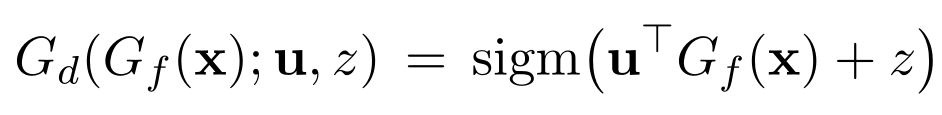 G_d(G_f(𝐱); 𝐮, z) = sigm(𝐮^⊤ G_f(𝐱) + z)